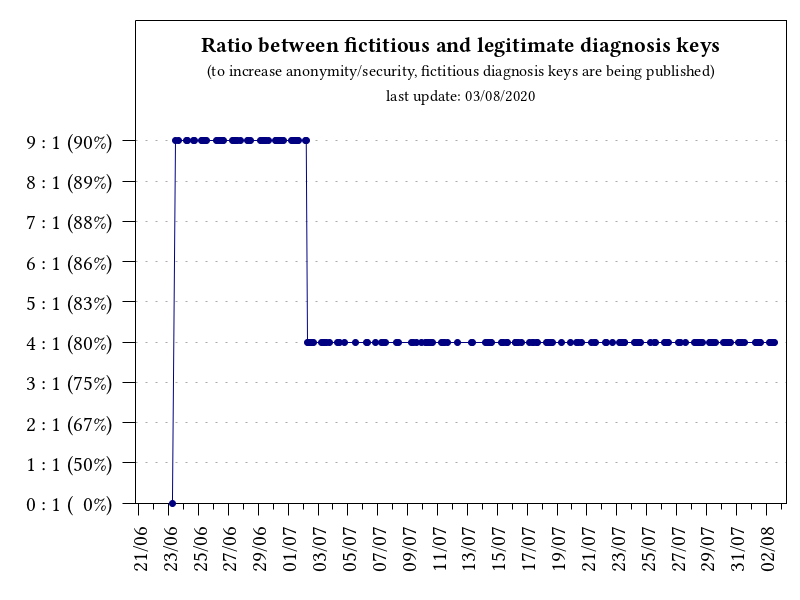 Ratio between fictitious and legitimate diagnosis keys
(to increase anonymity/security, fictitious diagnosis keys are being published)
last update: 03/08/2020
9 : 1 (90%)
8 : 1 (89%)
7 : 1 (88%)
6 : 1 (86%)
5 : 1 (83%)
4 : 1 (80%)
3 : 1 (75%)
2 : 1 (67%)
1 : 1 (50%)
0 : 1 (  0%)
21/06
23/06
25/06
27/06
29/06
01/07
03/07
05/07
07/07
09/07
11/07
13/07
15/07
17/07
19/07
21/07
23/07
25/07
27/07
29/07
31/07
02/08